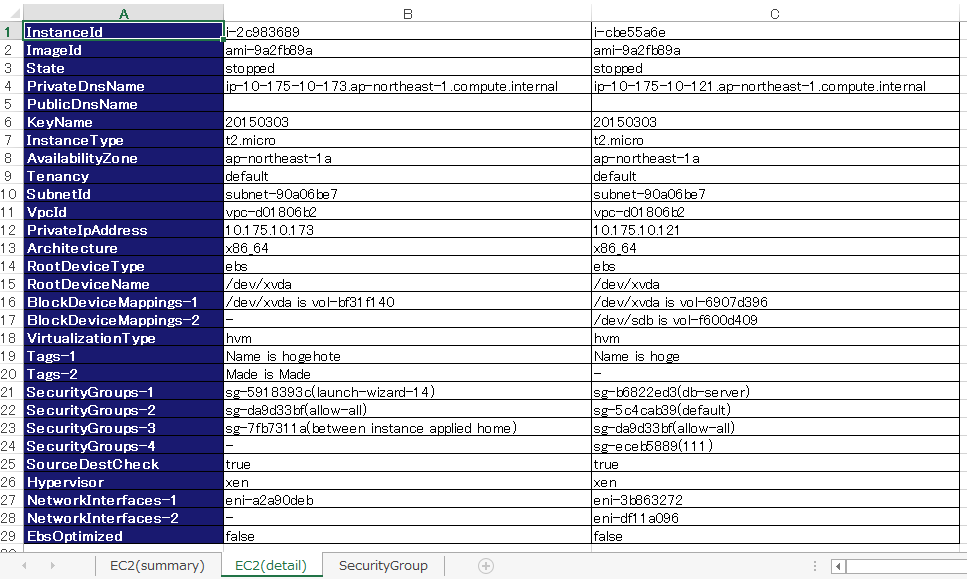 A B C
1 InstanceId i-2c983689 i-cbe55a6e
2 ImageId ami-9a2fb89a ami-9a2fb89a
3 State stopped stopped
4 PrivateDnsName ip-10-175-10-173.ap-northeast-1.compute.internal ip-10-175-10-121.ap-northeast-1.compute.internal
5 PublicDnsName
6 KeyName 20150303 20150303
7 InstanceType t2.micro t2.micro
8 AvailabilityZone ap-northeast-1a ap-northeast-1a
9 Tenancy default default
10 SubnetId subnet-90a06be7 subnet-90a06be7
11 VpcId vpc-d01806b2 vpc-d01806b2
12 PrivateIpAddress 10.175.10.173 10.175.10.121
13 Architecture x86_64 x86_64
14 RootDeviceType ebs ebs
15 RootDeviceName /dev/xvda /dev/xvda
16 BlockDeviceMappings-1 /dev/xvda is vol-bf31f140 /dev/xvda is vol-6907d396
17 BlockDeviceMappings-2 - /dev/sdb is vol-f600d409
18 VirtualizationType hvm hvm
19 Tags-1 Name is hogehote Name is hoge
20 Tags-2 Made is Made -
21 SecurityGroups-1 sg-5918393c(launch-wizard-14) sg-b6822ed3(db-server)
22 SecurityGroups-2 sg-da9d33bf(allow-all) sg-5c4cab39(default)
23 SecurityGroups-3 sg-7fb7311a(between instance applied home) sg-da9d33bf(allow-all)
24 SecurityGroups-4 - sg-eceb5889(111)
25 SourceDestCheck true true
26 Hypervisor xen xen
27 NetworkInterfaces-1 eni-a2a90deb eni-3b863272
28 NetworkInterfaces-2 - eni-df11a096
29 EbsOptimized false false
EC2(summary) EC2(detail) SecurityGroup